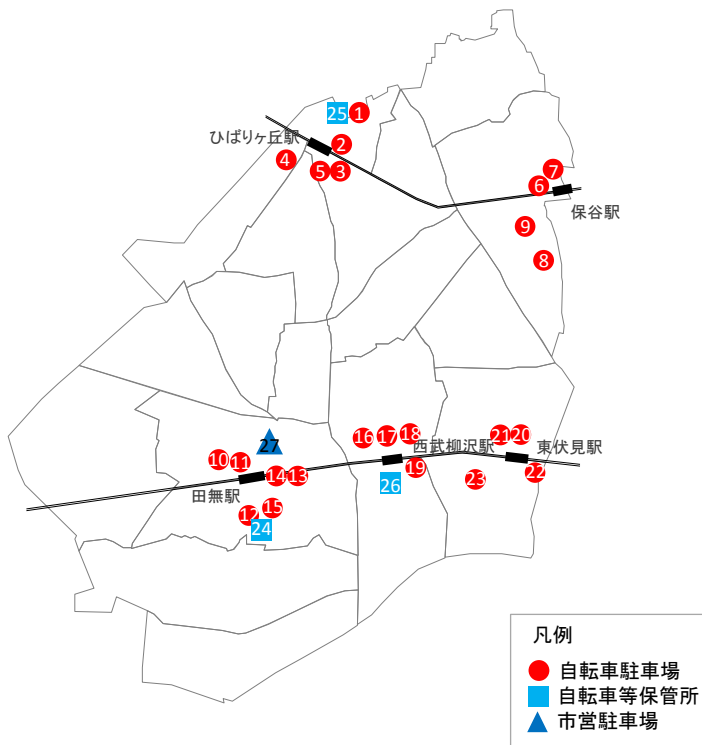 25 1
ひばりヶ丘駅 2
4 5 3
7
6
保谷駅
9
8
27
16 17 18 21 20
西武柳沢駅 東伏見駅
10 11
14 13 19 22
田無駅 26 23
12 15
24
凡例
自転車駐車場
自転車等保管所
市営駐車場